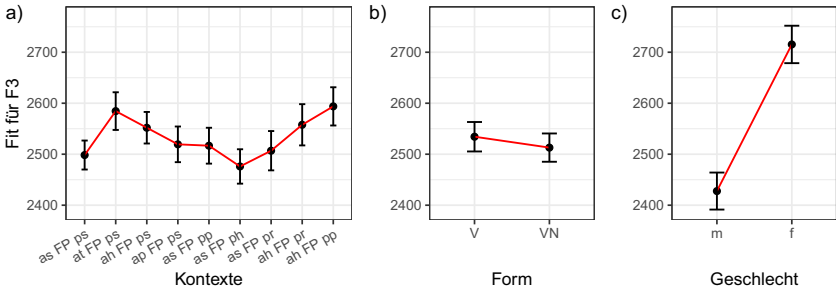 a)
Fit für F3
2700
2600
2500
2400
as FP ps
at FP ps
ah FP ps
ap FP ps
as FP pp
as FP ph
as FP pr
ah FP pr
ah FP pp
Kontexte
b)
2700
2600
2500
2400
V
VN
Form
c)
2700
2600
2500
2400
m
f
Geschlecht